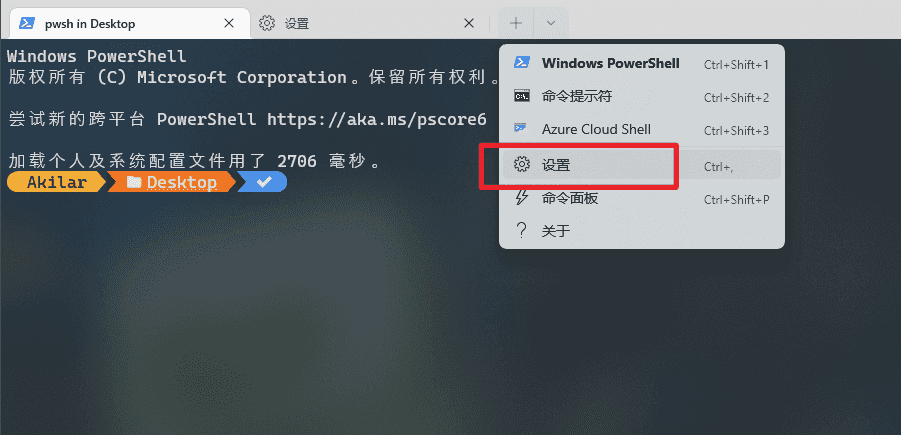 pwsh in Desktop
设置
Windows PowerShell
版权所有 (C) Microsoft Corporation。保留所有权利。
尝试新的跨平台 PowerShell https://aka.ms/pscore6
加载个人及系统配置文件用了 2706 毫秒。
Akilar Desktop
Windows PowerShell Ctrl+Shift+1
命令提示符 Ctrl+Shift+2
Azure Cloud Shell Ctrl+Shift+3
设置 Ctrl+,
命令面板 Ctrl+Shift+P
关于